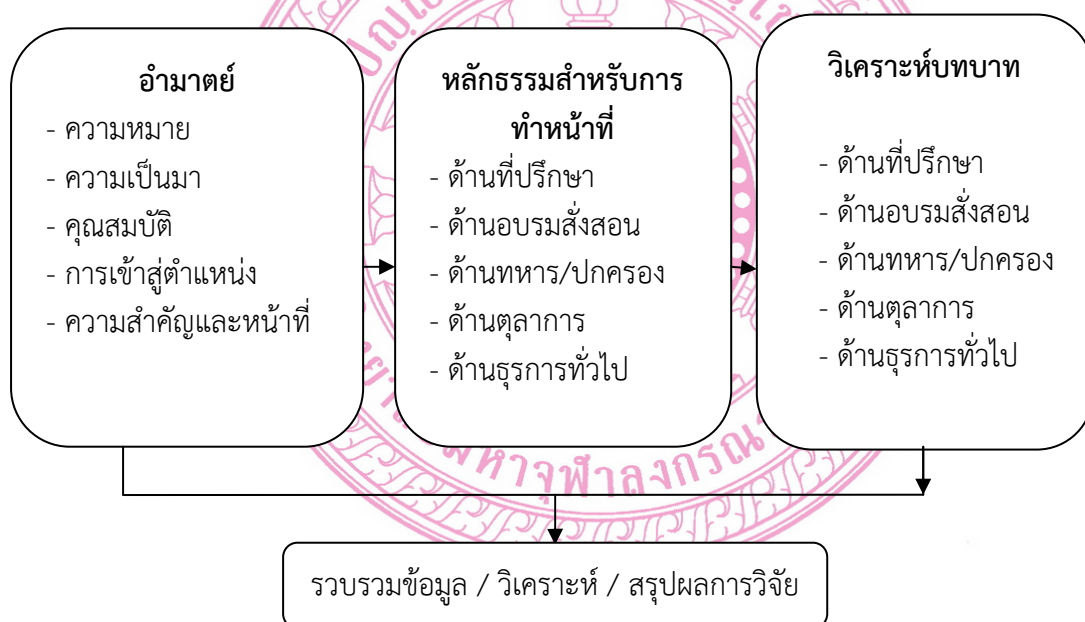 อำมาตย์
- ความหมาย
- ความเป็นมา
- คุณสมบัติ
- การเข้าสู่ตำแหน่ง
- ความสำคัญและหน้าที่
หลักธรรมสำหรับการ
ทำหน้าที่
- ด้านที่ปรึกษา
- ด้านอบรมสั่งสอน
- ด้านทหาร/ปกครอง
- ด้านตุลาการ
- ด้านธุรการทั่วไป
วิเคราะห์บทบาท
- ด้านที่ปรึกษา
- ด้านอบรมสั่งสอน
- ด้านทหาร/ปกครอง
- ด้านตุลาการ
- ด้านธุรการทั่วไป
มหาจุฬาลงกรณ
รวบรวมข้อมูล / วิเคราะห์ / สรุปผลการวิจัย